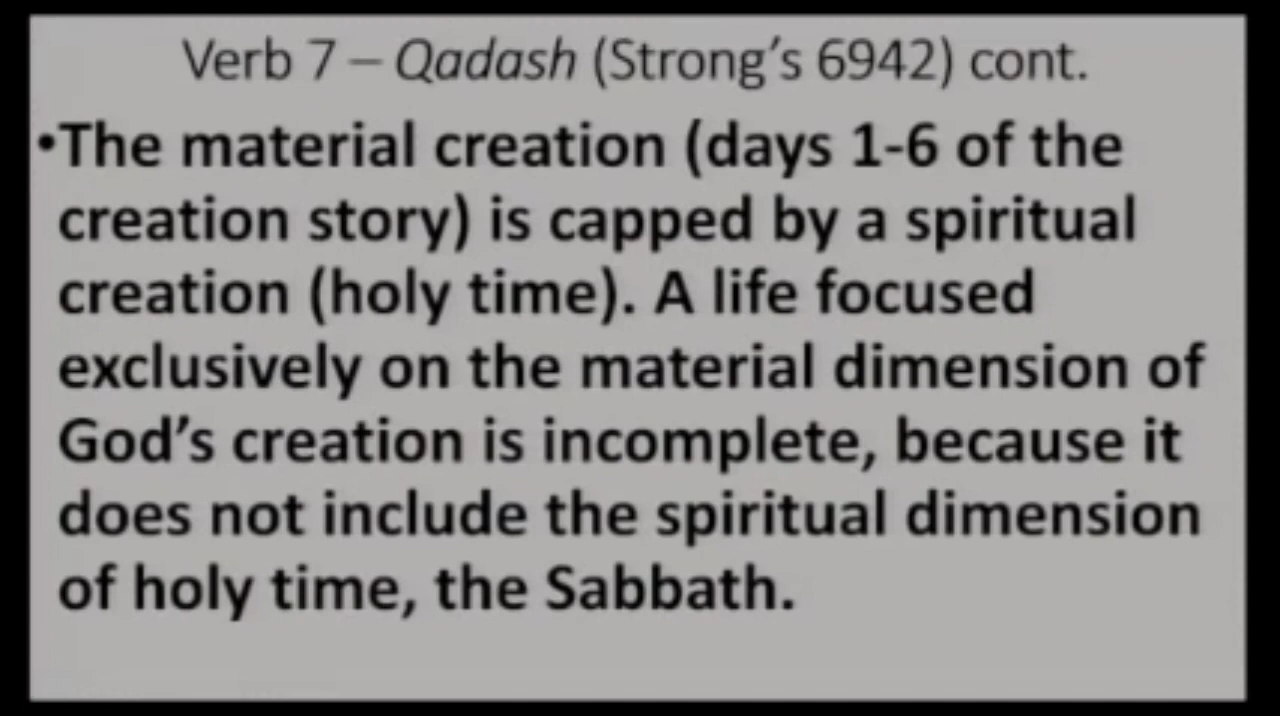 Verb 7 – Qadash (Strong's 6942) cont.
•The material creation (days 1-6 of the
creation story) is capped by a spiritual
creation (holy time). A life focused
exclusively on the material dimension of
God's creation is incomplete, because it
does not include the spiritual dimension
of holy time, the Sabbath.